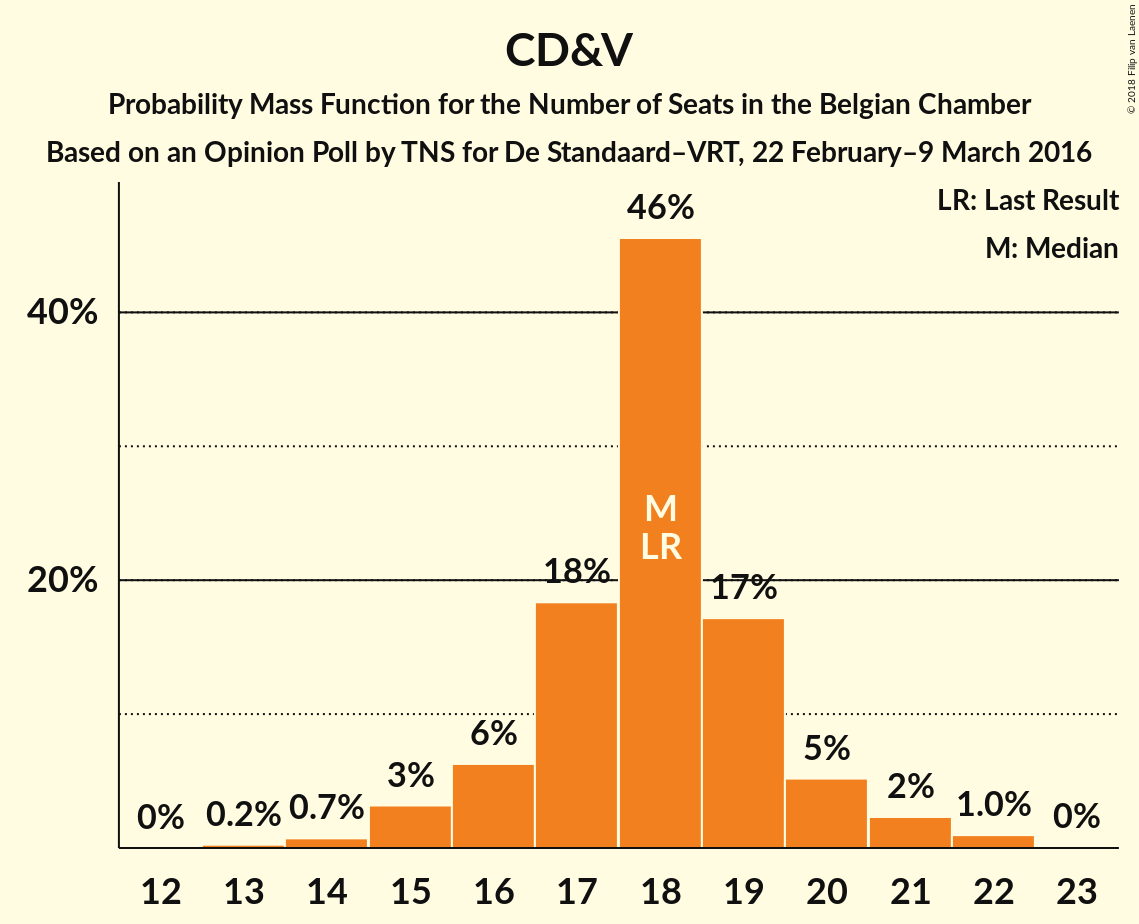 CD&V
Probability Mass Function for the Number of Seats in the Belgian Chamber
Based on an Opinion Poll by TNS for De Standaard–VRT, 22 February–9 March 2016
© 2018 Filip van Laenen
LR: Last Result
M: Median
40%
20%
0%
0.2%
0.7%
3%
6%
18%
46%
M
LR
17%
5%
2%
1.0%
0%
12 13 14 15 16 17 18 19 20 21 22 23